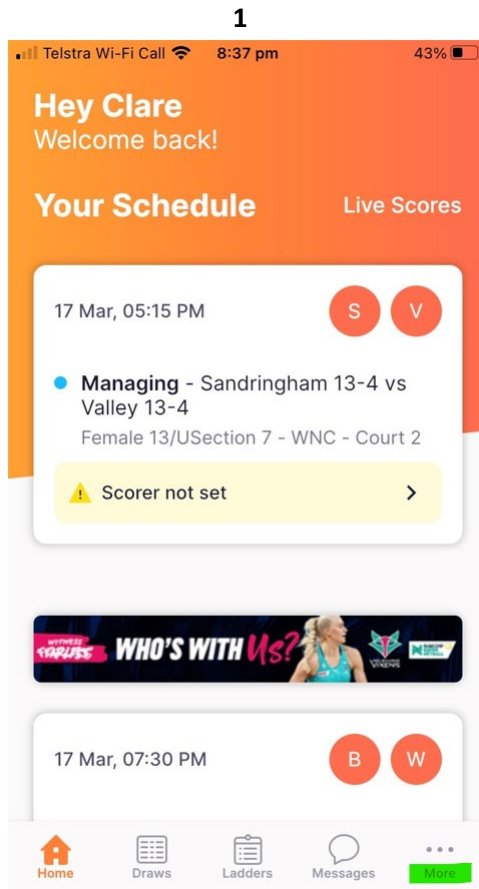 1
Telstra Wi-Fi Call 8:37 pm 43%
Hey Clare
Welcome back!
Your Schedule Live Scores
17 Mar, 05:15 PM S V
Managing - Sandringham 13-4 vs
Valley 13-4
Female 13/USection 7 - WNC - Court 2
Scorer not set
WITNESS
FEARLESS
WHO'S WITH Us?
17 Mar, 07:30 PM B W
Home Draws Ladders Messages More